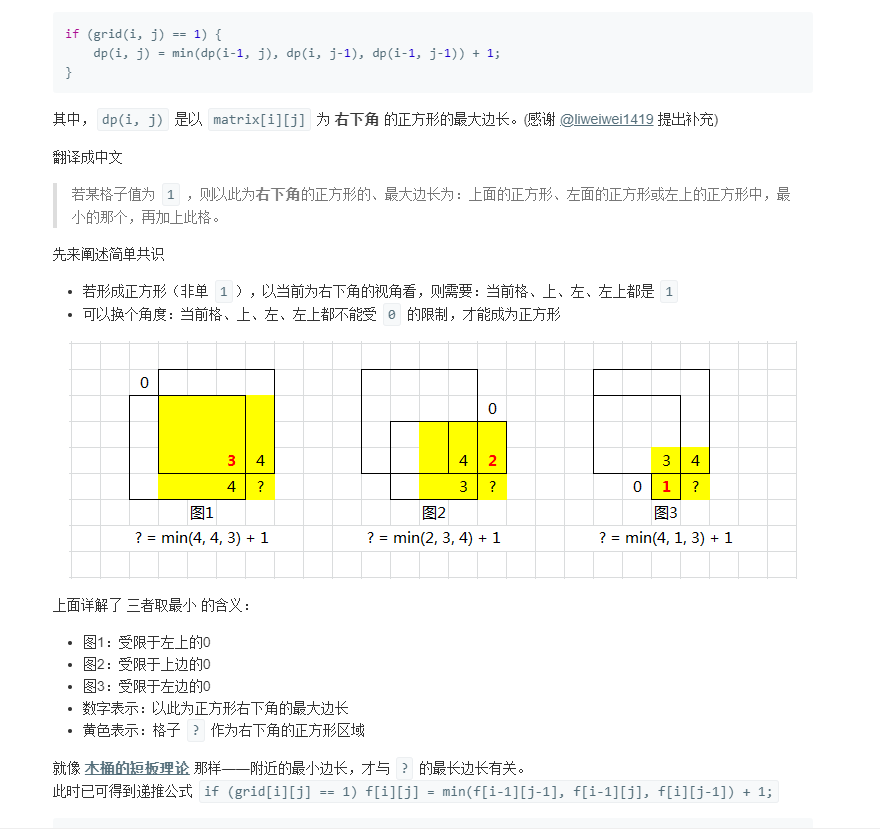 if (grid(i, j) == 1) {
    dp(i, j) = min(dp(i-1, j), dp(i, j-1), dp(i-1, j-1)) + 1;
}
其中， dp(i, j) 是以 matrix[i][j] 为 右下角 的正方形的最大边长。(感谢 @liweiwei1419 提出补充)
翻译成中文
若某格子值为 1 ，则以此为右下角的正方形的、最大边长为：上面的正方形、左面的正方形或左上的正方形中，最
小的那个，再加上此格。
先来阐述简单共识
• 若形成正方形（非单 1 ），以当前为右下角的视角看，则需要：当前格、上、左、左上都是 1
• 可以换个角度：当前格、上、左、左上都不能受 0 的限制，才能成为正方形
0
3 4
4 ?
图1
? = min(4, 4, 3) + 1
0
4 2
3 ?
图2
? = min(2, 3, 4) + 1
3 4
0 1 ?
图3
? = min(4, 1, 3) + 1
上面详解了 三者取最小 的含义：
• 图1：受限于左上的0
• 图2：受限于上边的0
• 图3：受限于左边的0
• 数字表示：以此为正方形右下角的最大边长
• 黄色表示：格子 ? 作为右下角的正方形区域
就像 木桶的短板理论 那样——附近的最小边长，才与 ? 的最长边长有关。
此时已可得到递推公式 if (grid[i][j] == 1) f[i][j] = min(f[i-1][j-1], f[i-1][j], f[i][j-1]) + 1;